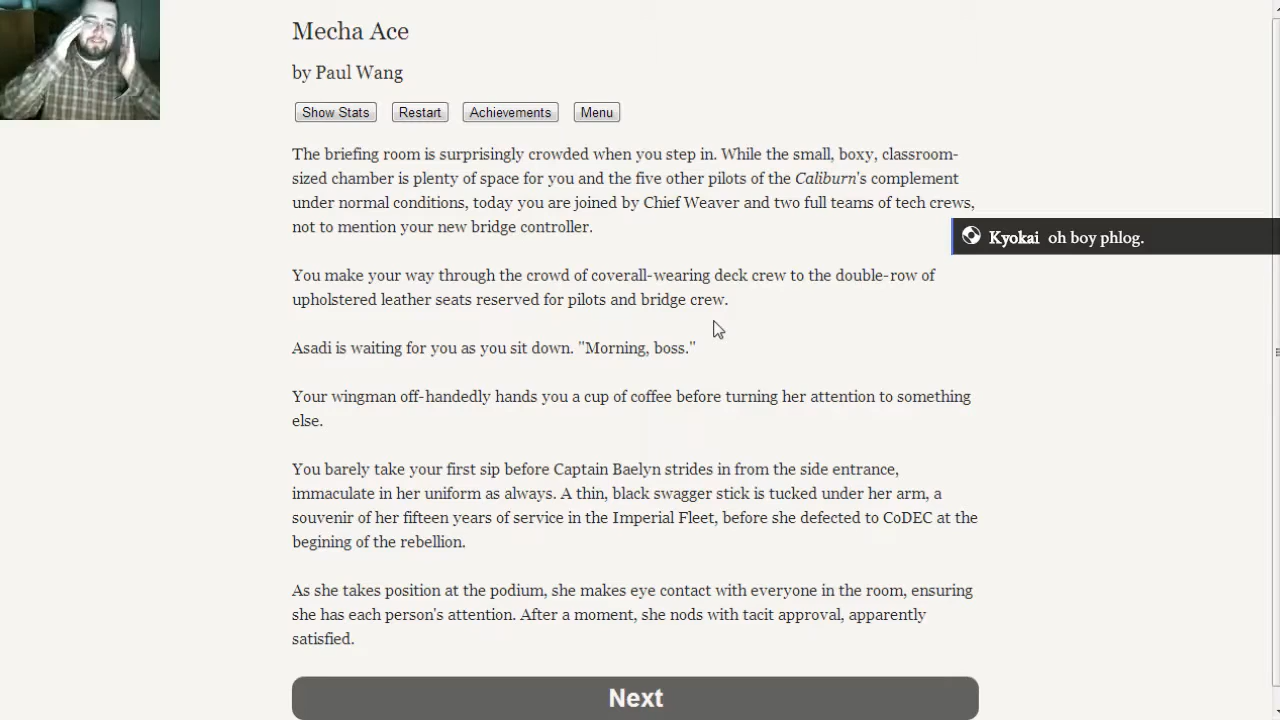 Mecha Ace
by Paul Wang
Show Stats Restart Achievements Menu
The briefing room is surprisingly crowded when you step in. While the small, boxy, classroom-
sized chamber is plenty of space for you and the five other pilots of the Caliburn's complement
under normal conditions, today you are joined by Chief Weaver and two full teams of tech crews,
not to mention your new bridge controller.
Kyokai oh boy phlog.
You make your way through the crowd of coverall-wearing deck crew to the double-row of
upholstered leather seats reserved for pilots and bridge crew.
Asadi is waiting for you as you sit down. "Morning, boss."
Your wingman off-handedly hands you a cup of coffee before turning her attention to something
else.
You barely take your first sip before Captain Baelyn strides in from the side entrance,
immaculate in her uniform as always. A thin, black swagger stick is tucked under her arm, a
souvenir of her fifteen years of service in the Imperial Fleet, before she defected to CoDEC at the
begining of the rebellion.
As she takes position at the podium, she makes eye contact with everyone in the room, ensuring
she has each person's attention. After a moment, she nods with tacit approval, apparently
satisfied.
Next